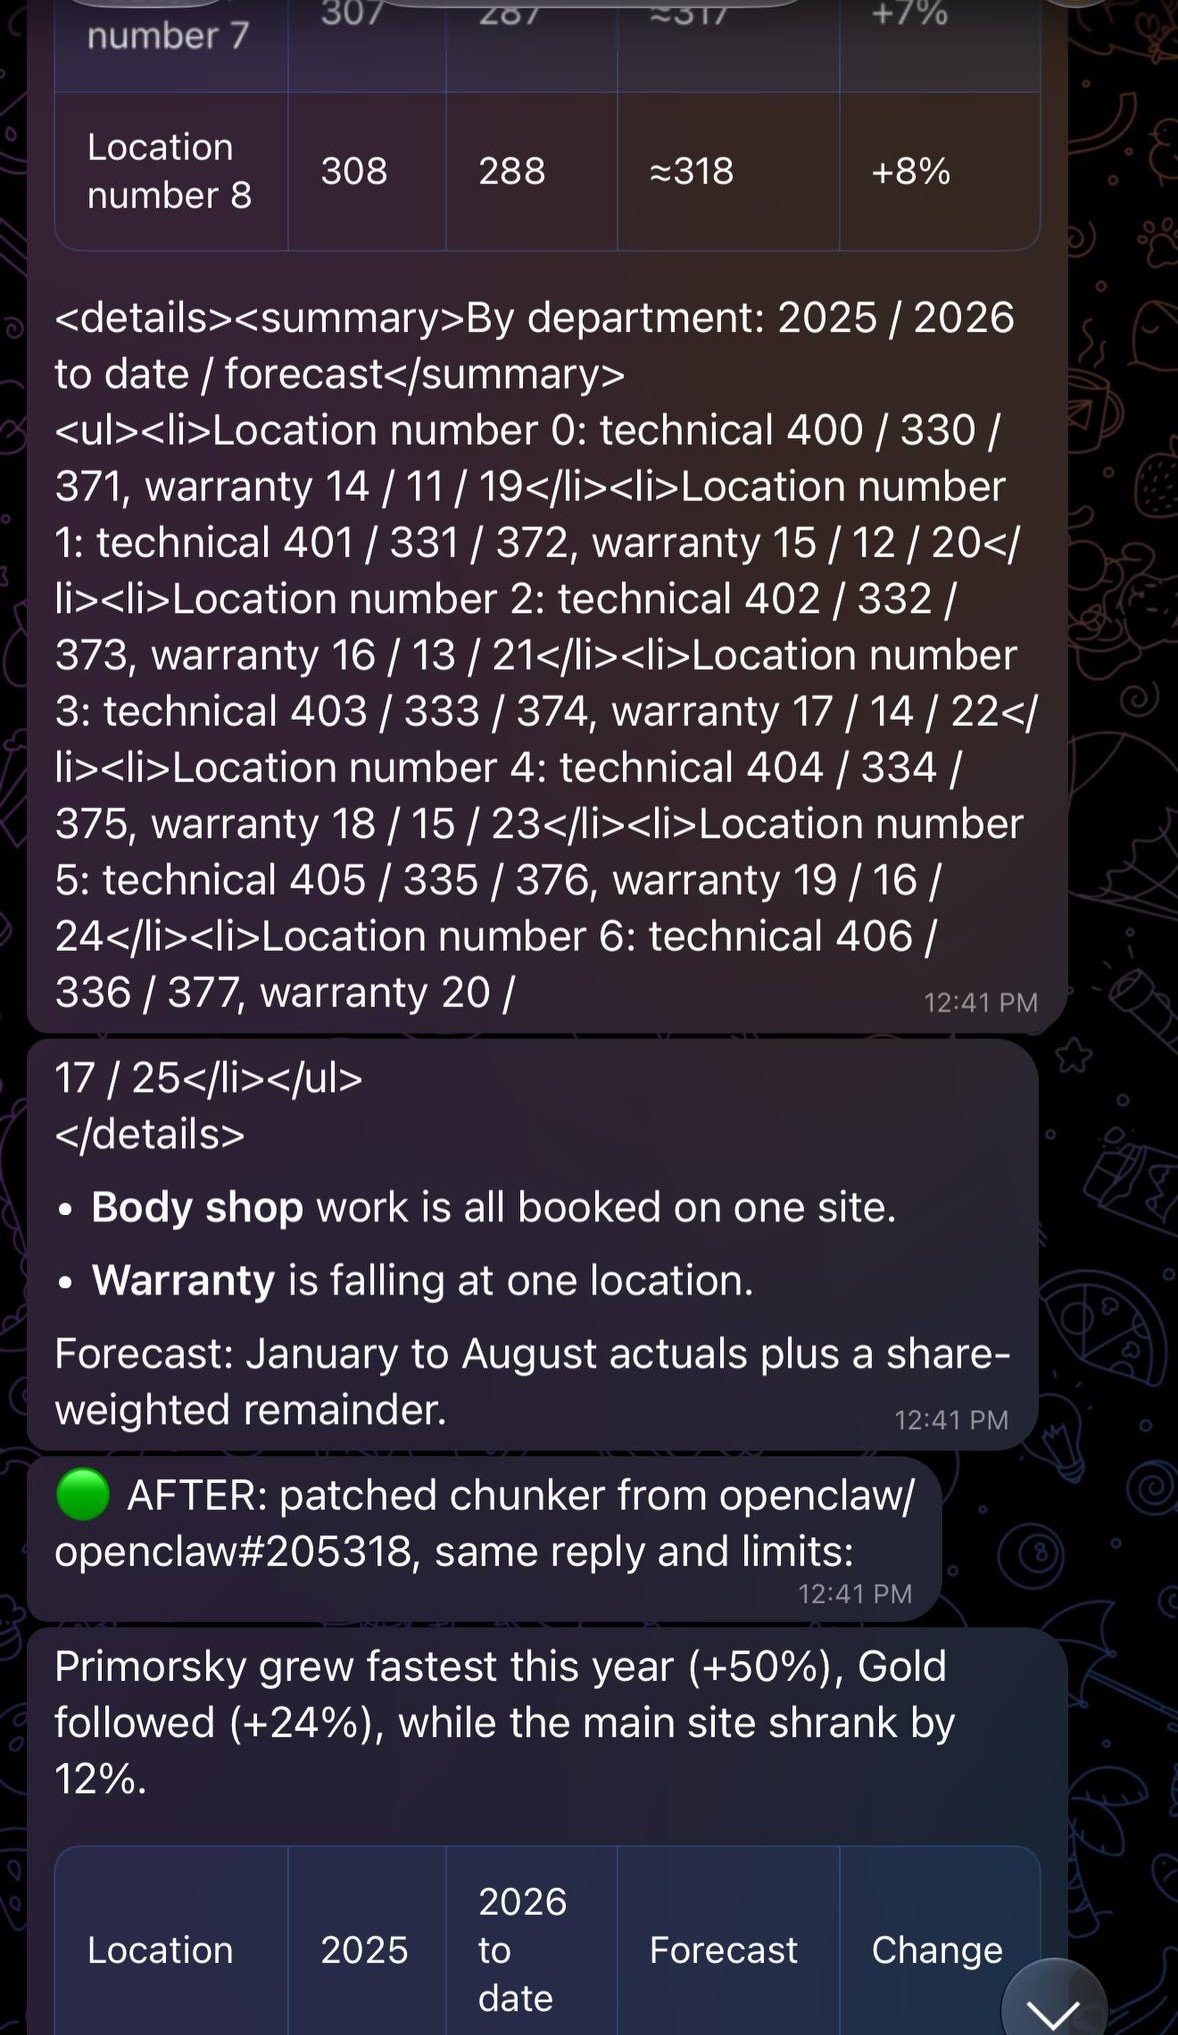 number 7
307
287
≈317
+7%
Location
number 8
308
288
≈318
+8%
<details><summary>By department: 2025 / 2026
to date / forecast</summary>
<ul><li>Location number 0: technical 400 / 330 /
371, warranty 14 / 11 / 19</li><li>Location number
1: technical 401 / 331 / 372, warranty 15 / 12 / 20</
li><li>Location number 2: technical 402 / 332 /
373, warranty 16 / 13 / 21</li><li>Location number
3: technical 403 / 333 / 374, warranty 17 / 14 / 22</
li><li>Location number 4: technical 404 / 334 /
375, warranty 18 / 15 / 23</li><li>Location number
5: technical 405 / 335 / 376, warranty 19 / 16 /
24</li><li>Location number 6: technical 406 /
336 / 377, warranty 20 /
12:41 PM
17 / 25</li></ul>
</details>
• Body shop work is all booked on one site.
• Warranty is falling at one location.
Forecast: January to August actuals plus a share-
weighted remainder.
12:41 PM
🟢 AFTER: patched chunker from openclaw/
openclaw#205318, same reply and limits:
12:41 PM
Primorsky grew fastest this year (+50%), Gold
followed (+24%), while the main site shrank by
12%.
Location
2025
2026
to
date
Forecast
Change